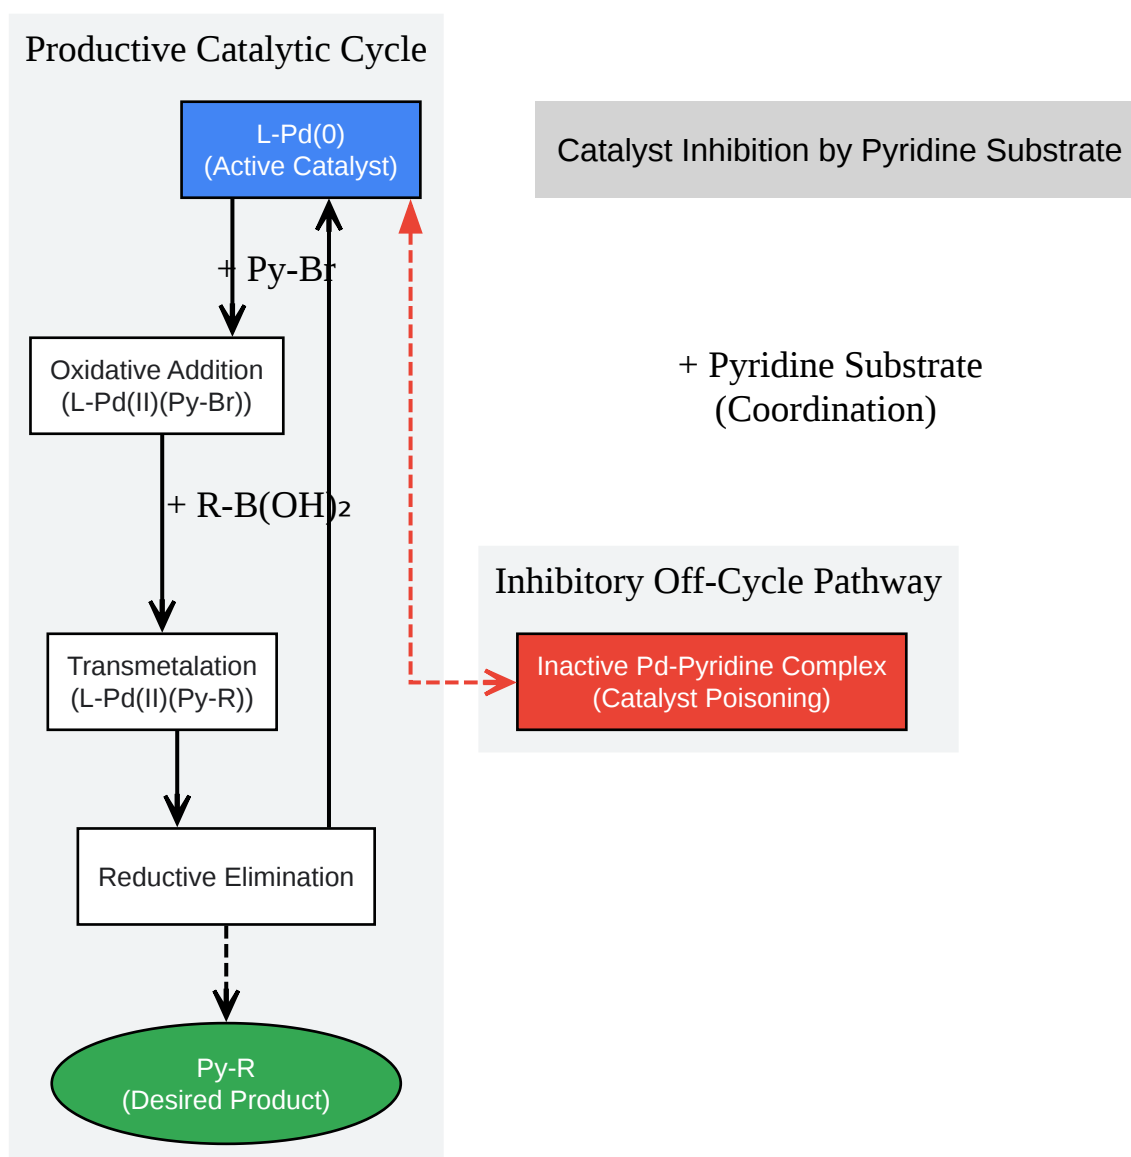 Productive Catalytic Cycle
L-Pd(0)
(Active Catalyst)
Catalyst Inhibition by Pyridine Substrate
+ Py-Br
+ Pyridine Substrate
(Coordination)
Oxidative Addition
(L-Pd(II)(Py-Br))
+ R-B(OH)₂
Inhibitory Off-Cycle Pathway
Transmetalation
(L-Pd(II)(Py-R))
Inactive Pd-Pyridine Complex
(Catalyst Poisoning)
Reductive Elimination
Py-R
(Desired Product)